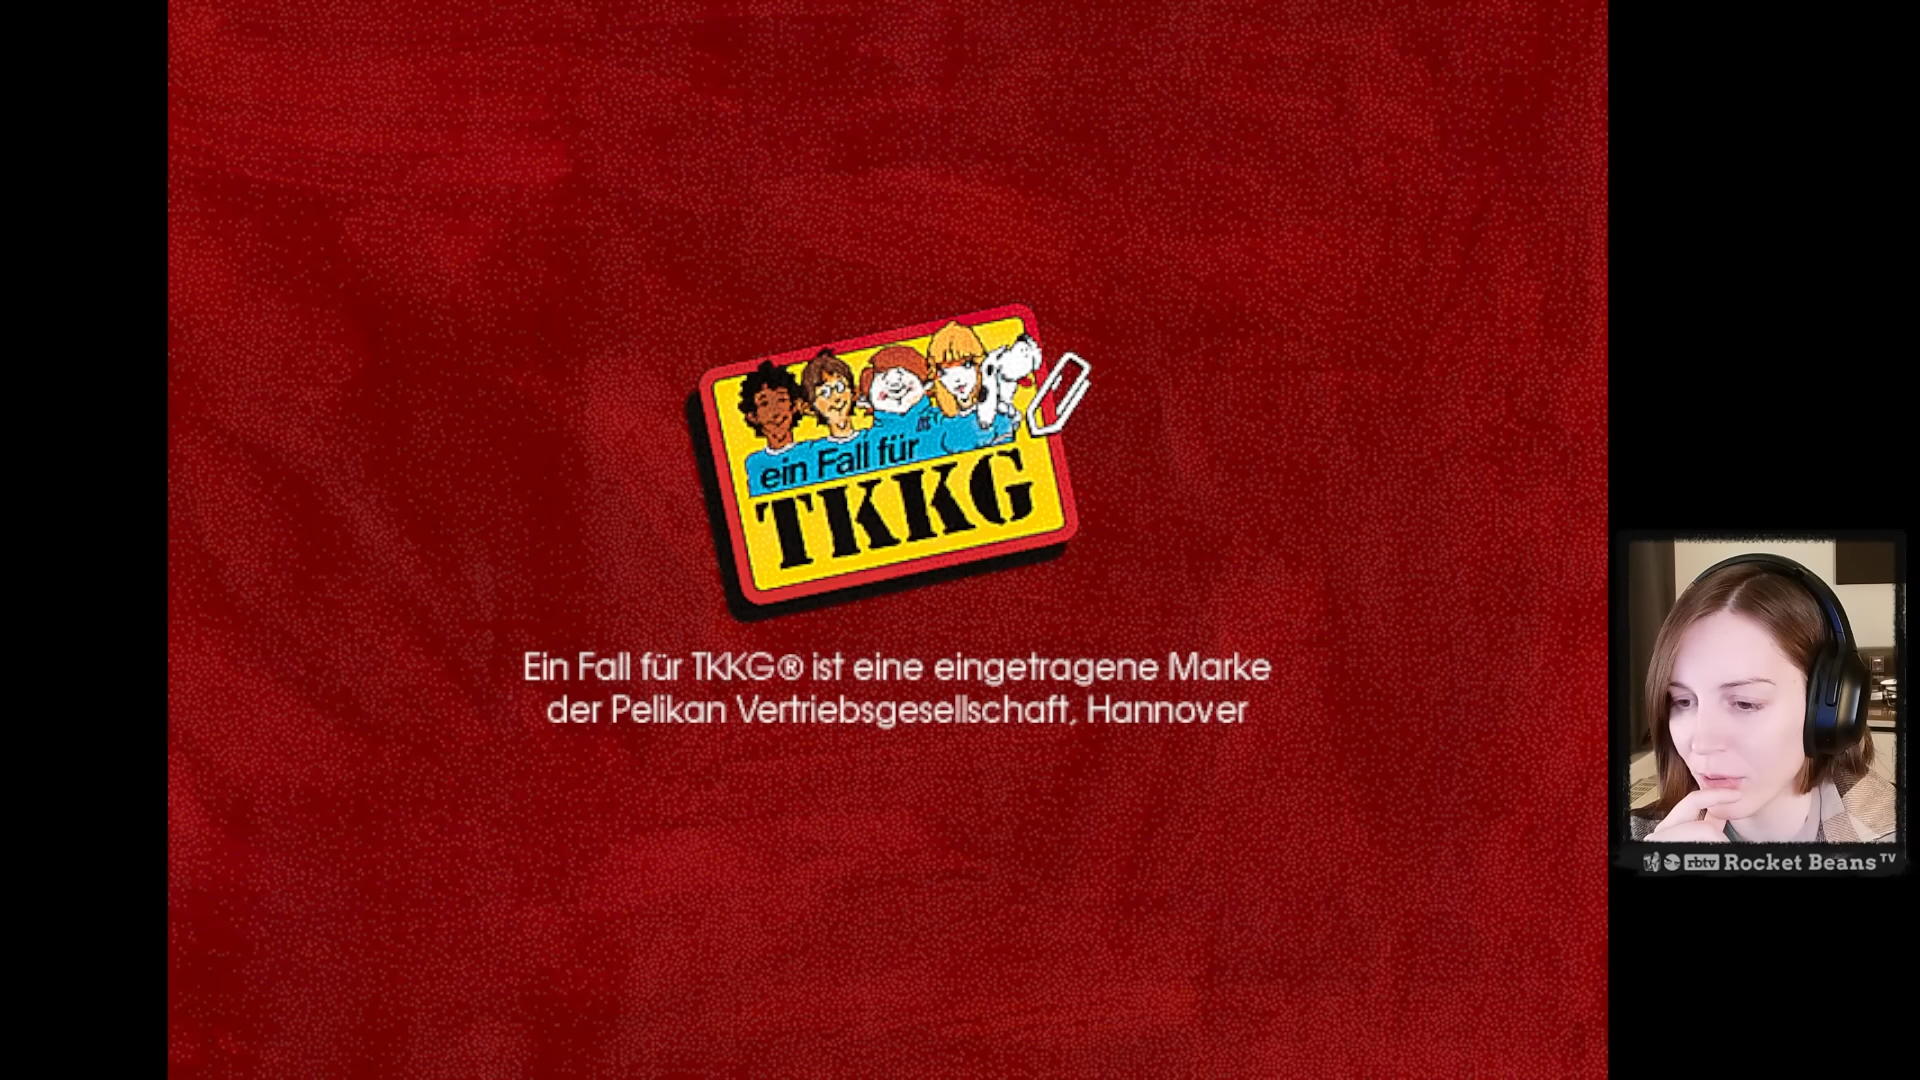 ein Fall für
TKKG
Ein Fall für TKKG® ist eine eingetragene Marke
der Pelikan Vertriebsgesellschaft, Hannover
rbtv Rocket Beans TV